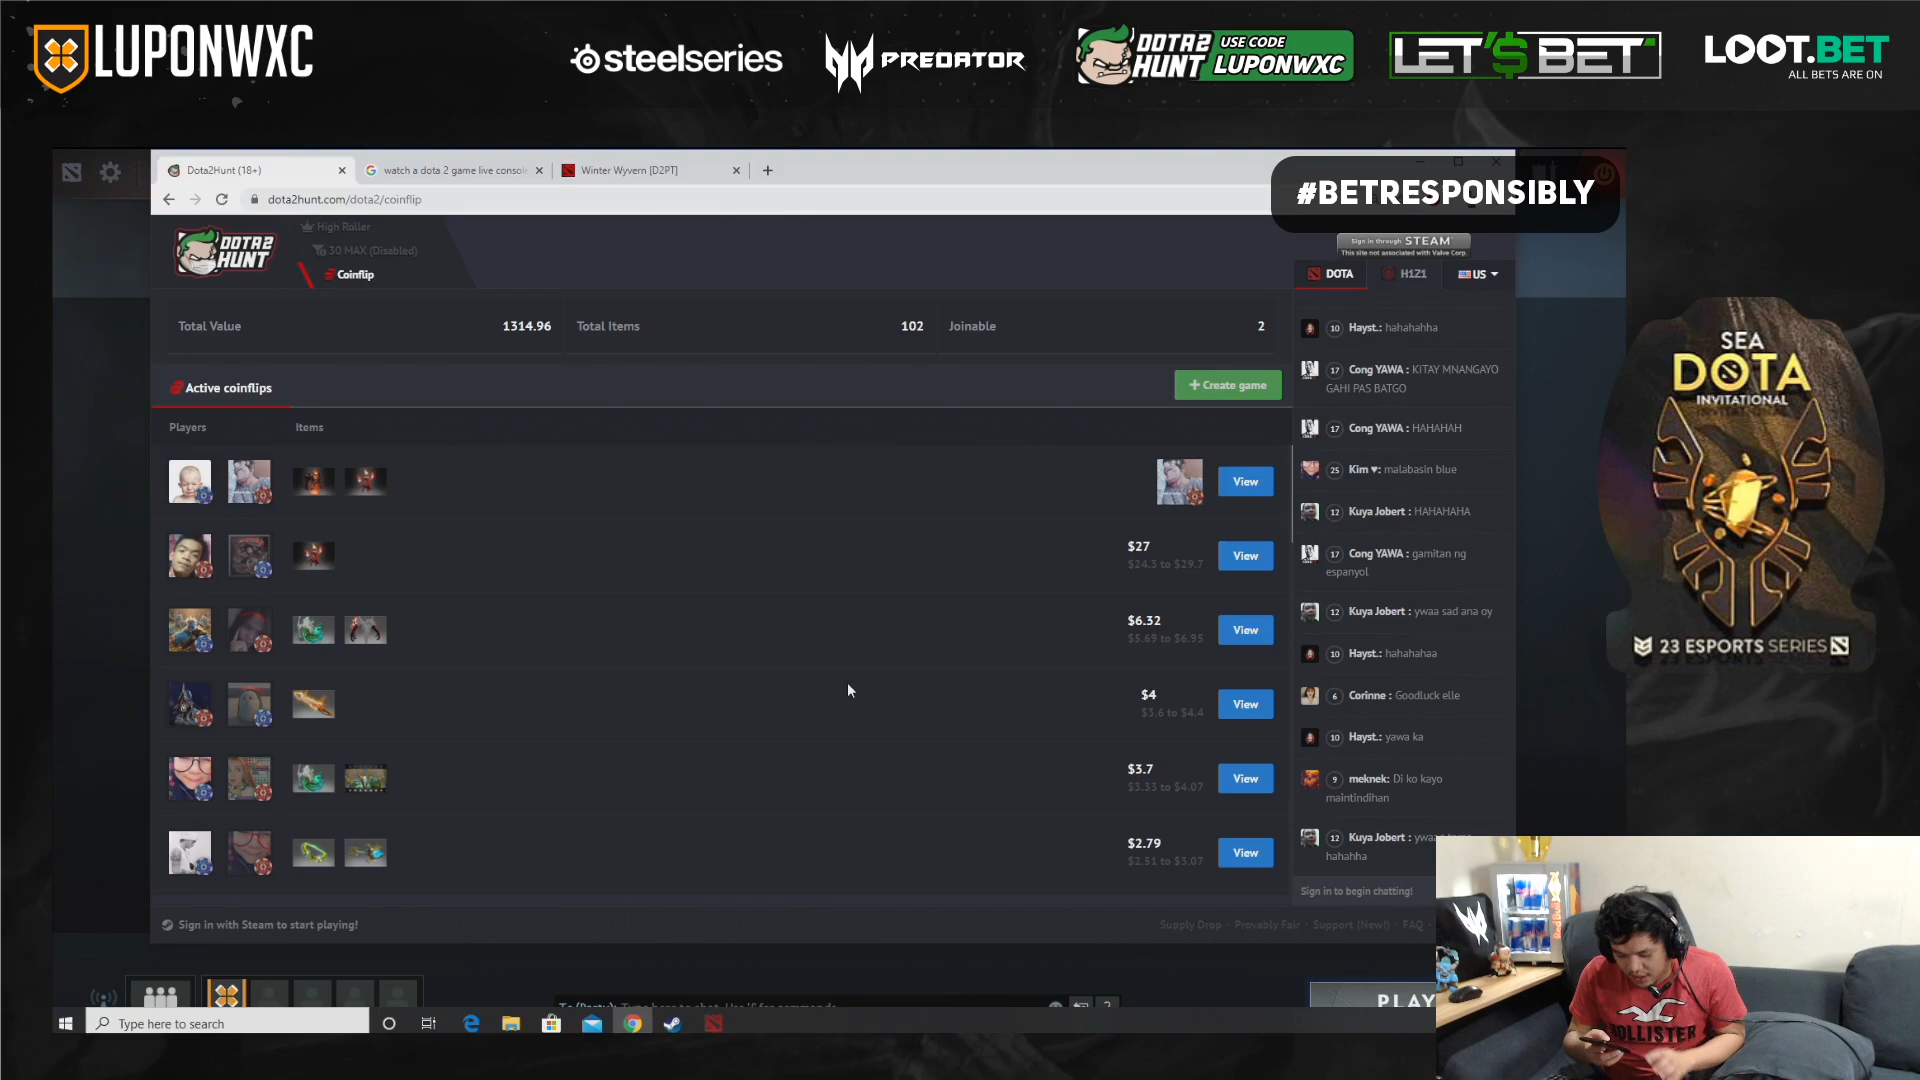 LUPONWXC
steelseries
PREDATOR
DOTA2 HUNT
USE CODE
LUPONWXC
LET'$ BET
LOOT.BET
ALL BETS ARE ON
Dota2Hunt (18+)
watch a dota 2 game live consol
Winter Wyvern [D2PT]
dota2hunt.com/dota2/coinflip
#BETRESPONSIBLY
DOTA2 HUNT
High Roller
30 MAX (Disabled)
Coinflip
Sign in through STEAM
This site not associated with Valve Corp.
DOTA
H1Z1
US
Total Value 1314.96
Total Items 102
Joinable 2
Active coinflips
+ Create game
Players Items
View
$27
$24.3 to $29.7
View
$6.32
$5.69 to $6.95
View
$4
$3.6 to $4.4
View
$3.7
$3.33 to $4.07
View
$2.79
$2.51 to $3.07
View
10 Hayst.: hahahahha
17 Cong YAWA : KITAY MNANGAYO
GAHI PAS BATGO
17 Cong YAWA : HAHAHAH
25 Kim ♥: malabasin blue
12 Kuya Jobert : HAHAHAHA
17 Cong YAWA : gamitan ng
espanyol
12 Kuya Jobert : ywaa sad ana oy
10 Hayst.: hahahahaa
6 Corinne : Goodluck elle
10 Hayst.: yawa ka
9 meknek: Di ko kayo
maintindihan
12 Kuya Jobert :
hahahha
Sign in to begin chatting!
Sign in with Steam to start playing!
Supply Drop · Provably Fair · Support (New!) · FAQ
SEA
DOTA
INVITATIONAL
23 ESPORTS SERIES
PLAY
Type here to search
Red Bull
HOLLISTER